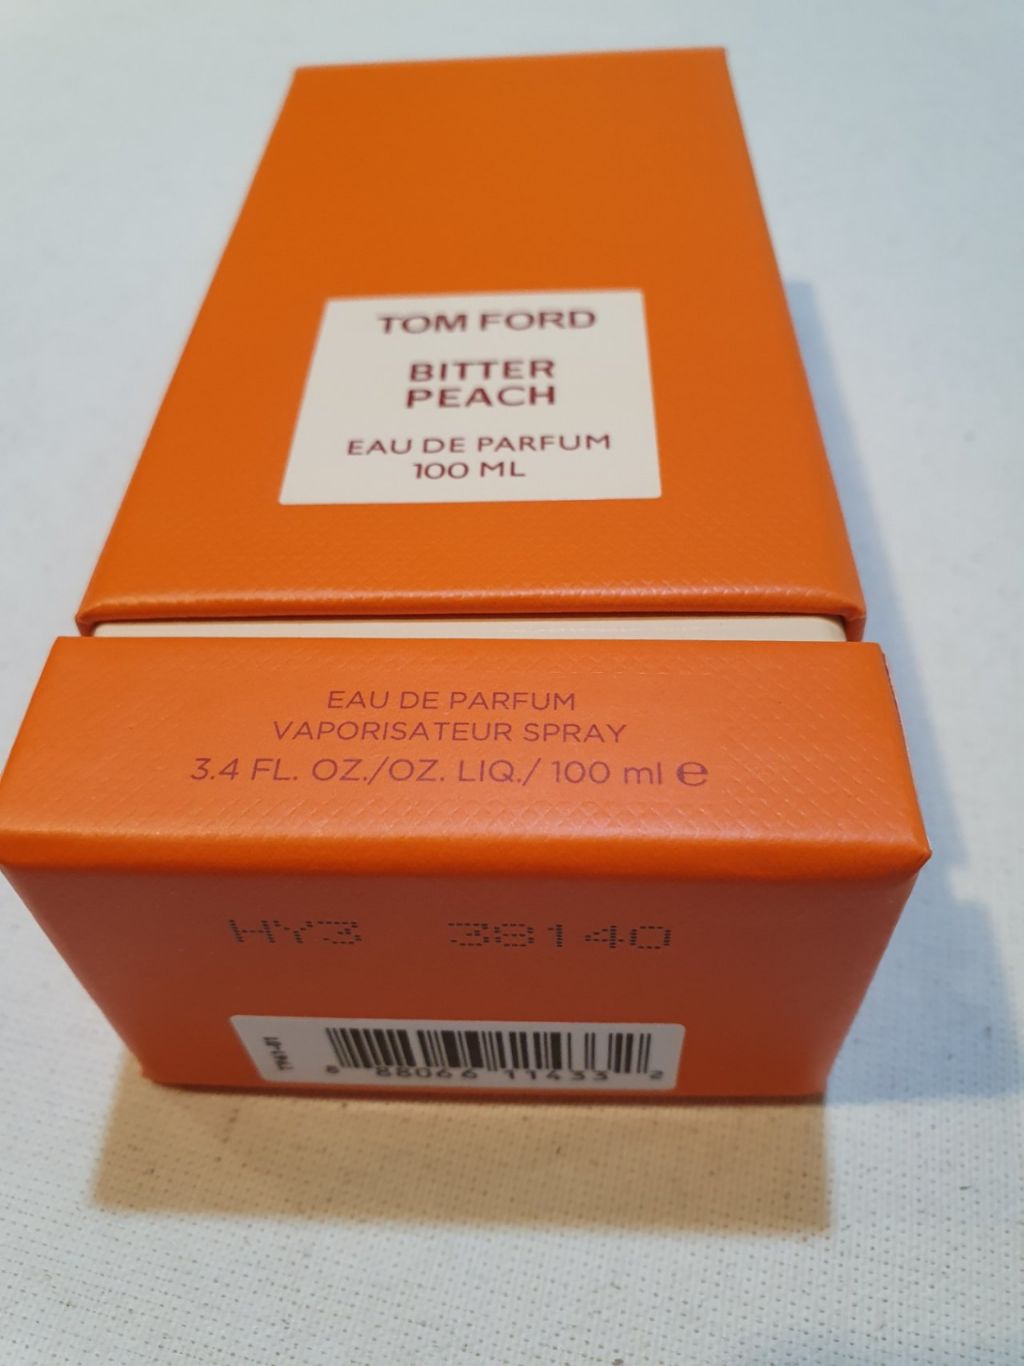 TOM FORD
BITTER
PEACH
EAU DE PARFUM
100 ML
EAU DE PARFUM
VAPORISATEUR SPRAY
3.4 FL. OZ./OZ. LIQ./ 100 ml ℮
HY3 38140
8 88066 11433 2